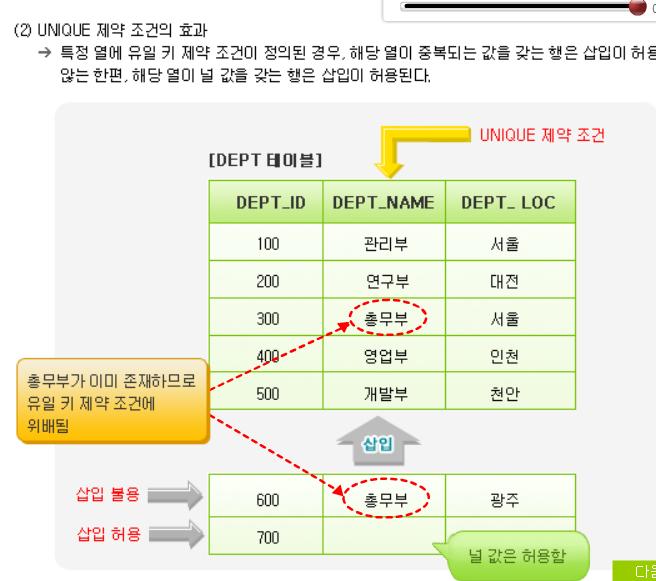 (2) UNIQUE 제약 조건의 효과
→ 특정 열에 유일 키 제약 조건이 정의된 경우, 해당 열이 중복되는 값을 갖는 행은 삽입이 허용
않는 한편, 해당 열이 널 값을 갖는 행은 삽입이 허용된다.
UNIQUE 제약 조건
[DEPT 테이블]
DEPT_ID DEPT_NAME DEPT_ LOC
100 관리부 서울
200 연구부 대전
300 총무부 서울
400 영업부 인천
500 개발부 천안
총무부가 이미 존재하므로
유일 키 제약 조건에
위배됨
삽입
삽입 불용 600 총무부 광주
삽입 허용 700
널 값은 허용함
다음